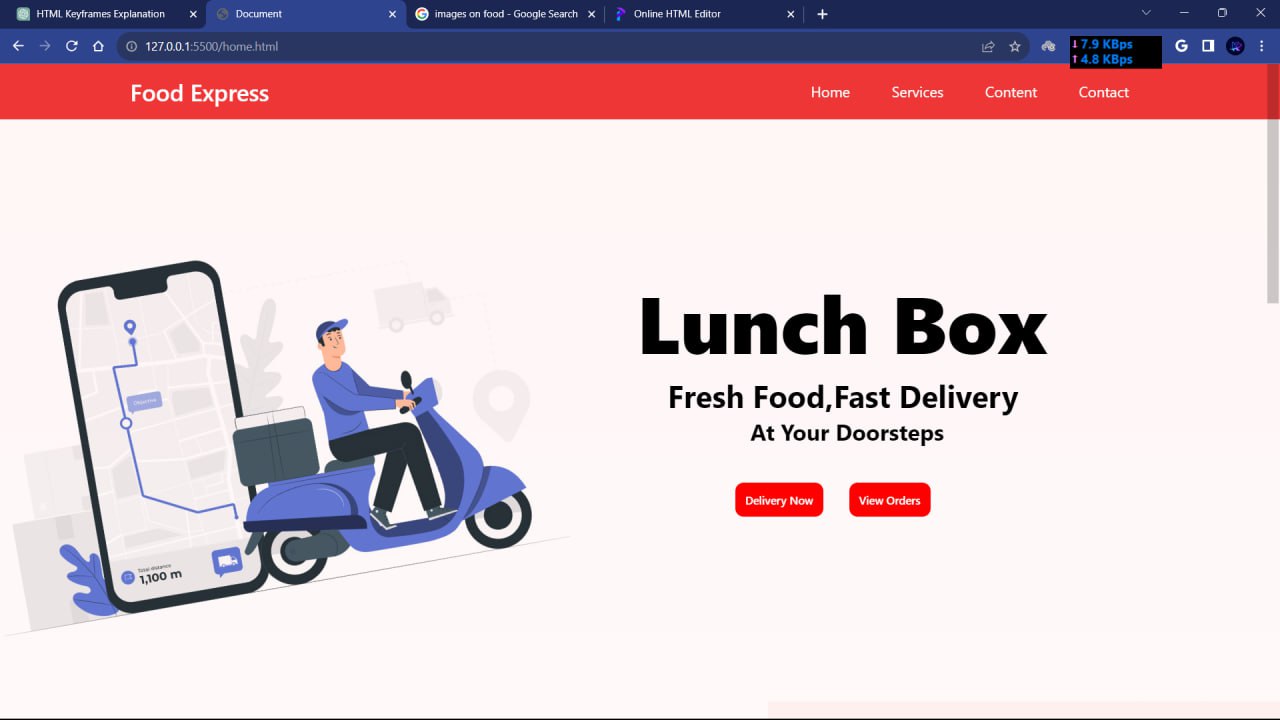 HTML Keyframes Explanation
Document
images on food - Google Search
Online HTML Editor
127.0.0.1:5500/home.html
7.9 KBps
4.8 KBps
Food Express
Home Services Content Contact
Objective
Total distance
1,100 m
Lunch Box
Fresh Food,Fast Delivery
At Your Doorsteps
Delivery Now View Orders